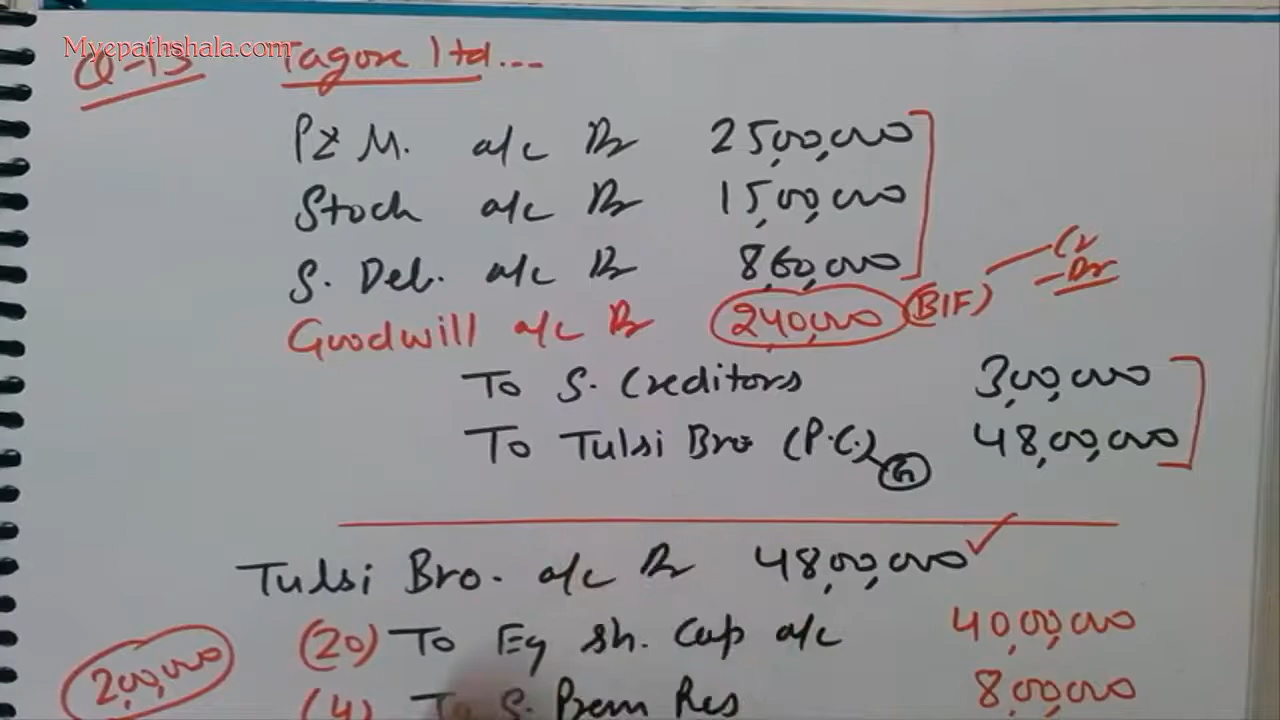 Myepathshala.com
Q-13 Tagore ltd...
P&M. a/c Dr 25,00,000
Stock a/c Dr 15,00,000
S. Deb. a/c Dr 8,60,000
Cr
Dr
Goodwill a/c Dr 2,40,000 (B/F)
To S. Creditors 3,00,000
To Tulsi Bro (P.C.)
48,00,000
Tulsi Bro. a/c Dr 48,00,000 ✓
(20) To Eq sh. Cap a/c 40,00,000
2,00,000
(4) To S. Prem Res 8,00,000